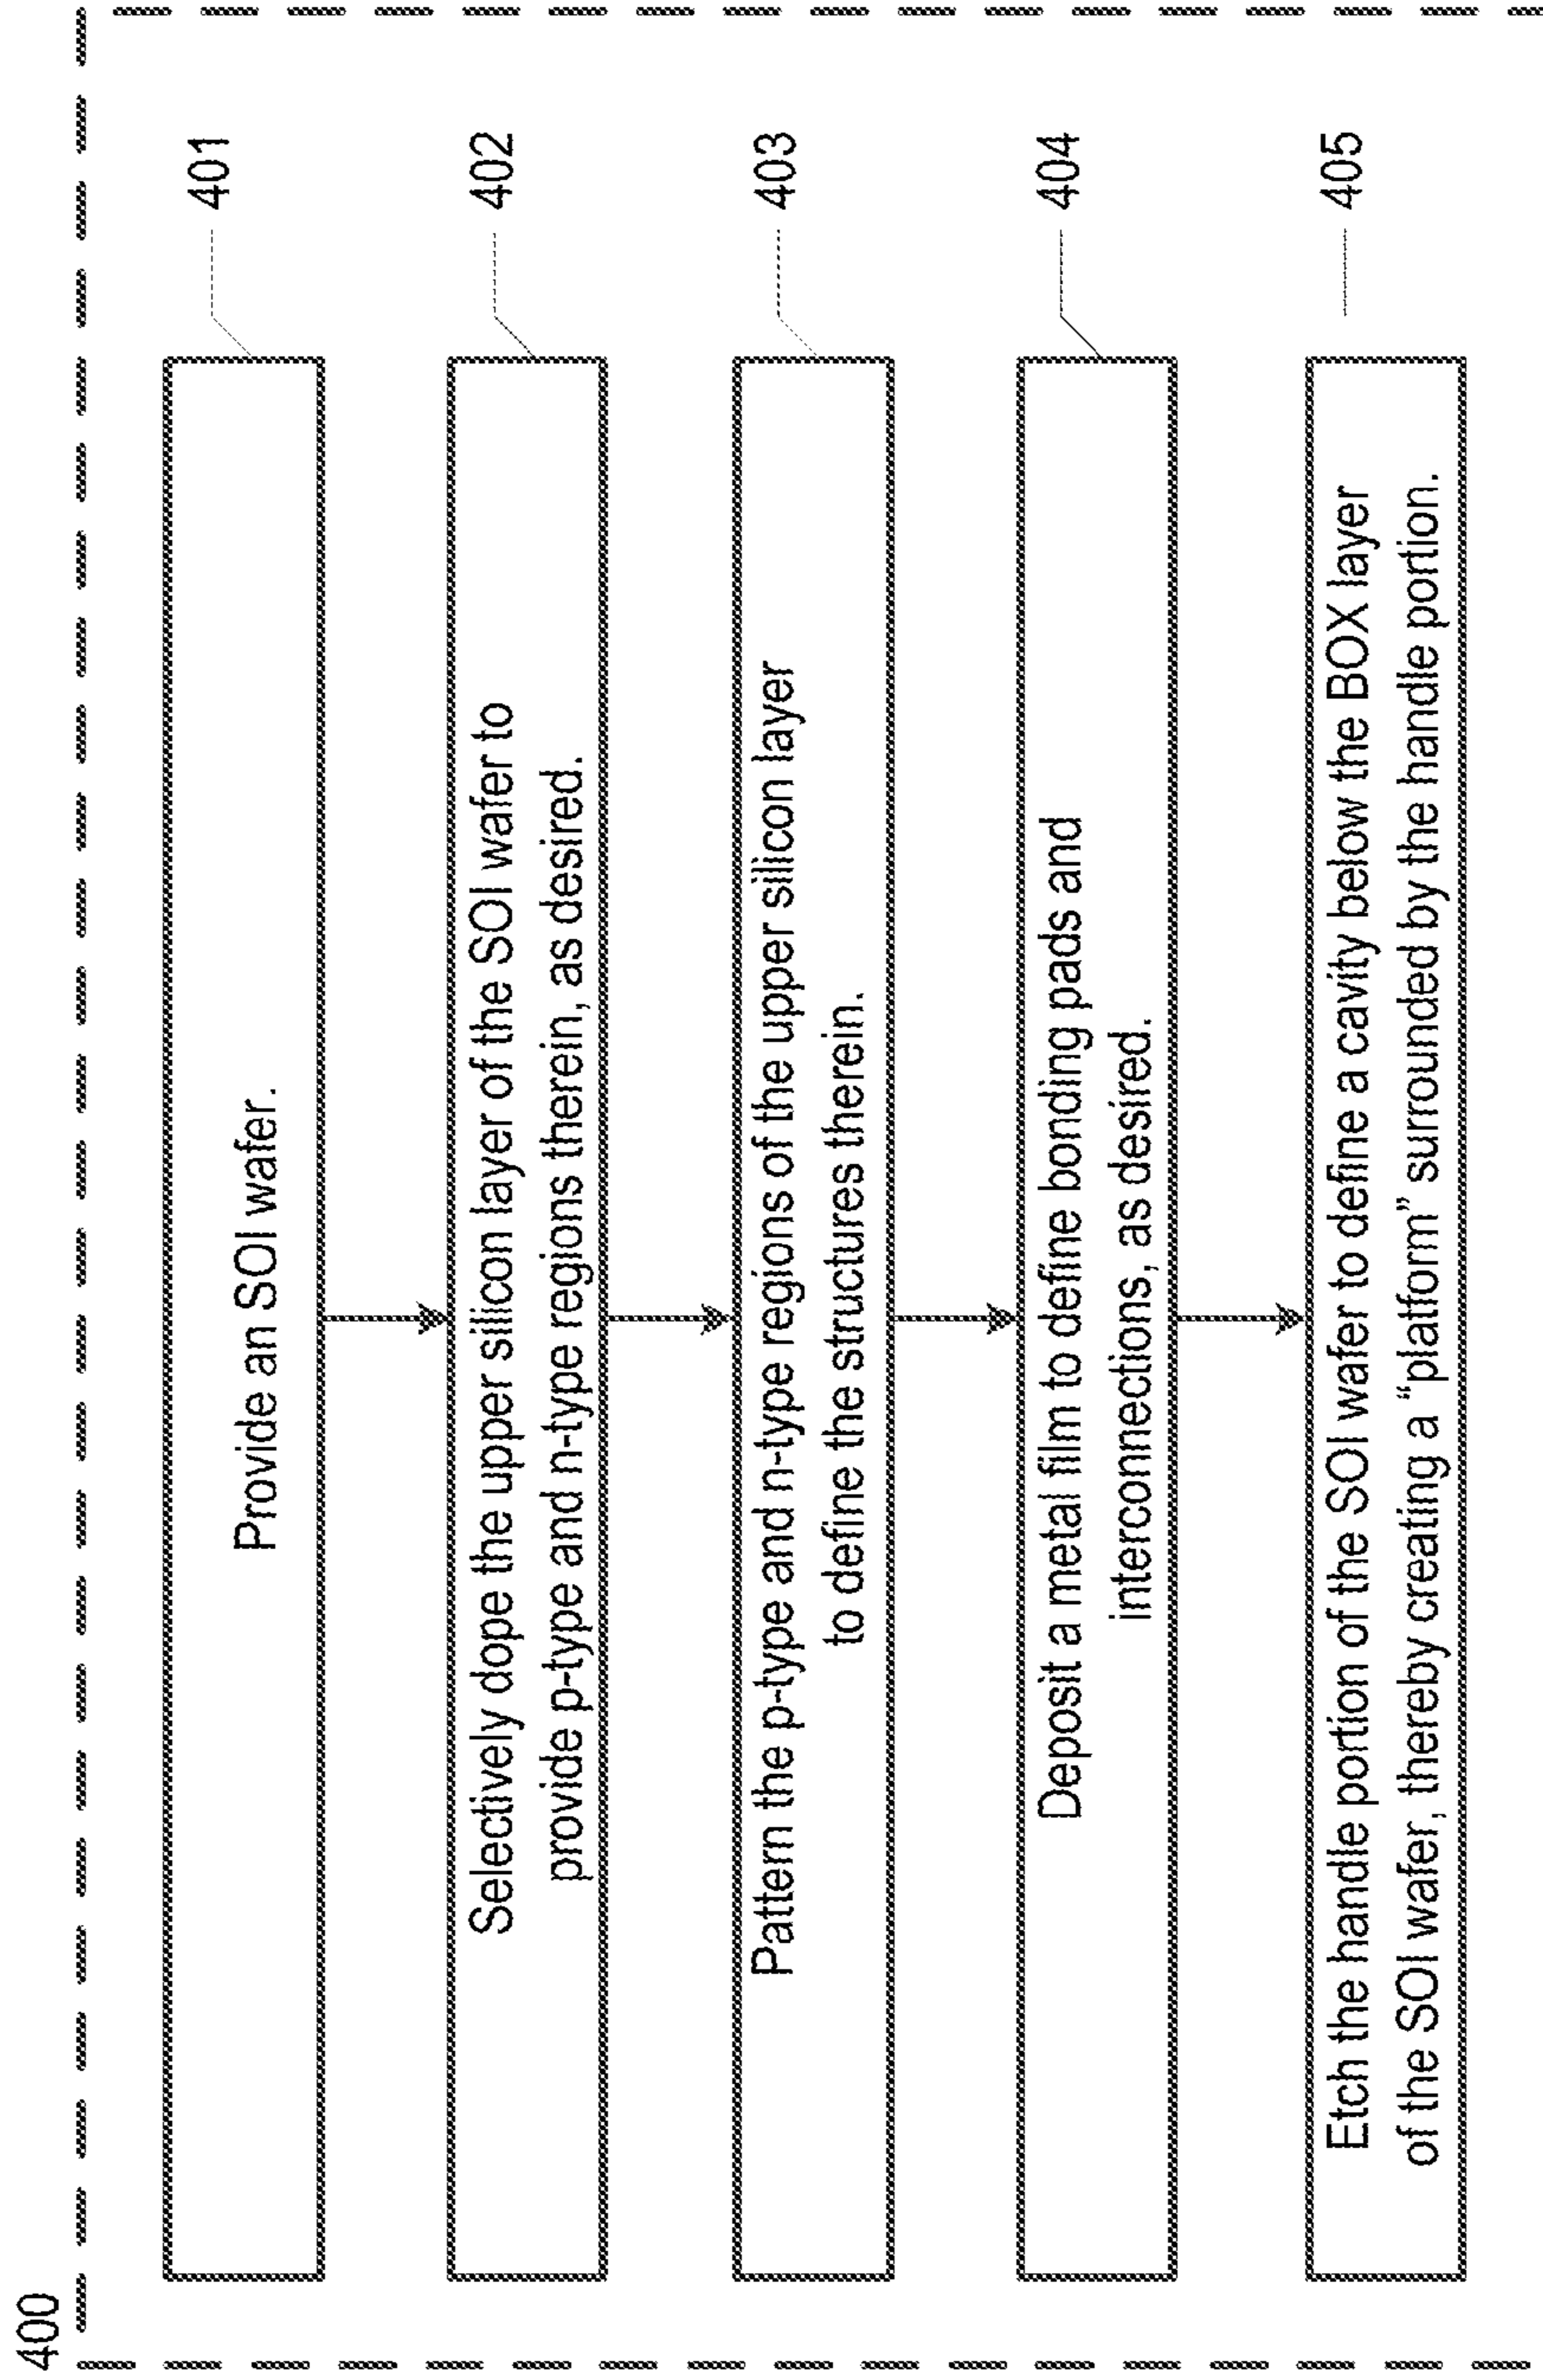 400
Provide an SOI wafer.
401
Selectively dope the upper silicon layer of the SOI wafer to
provide p-type and n-type regions therein, as desired.
402
Pattern the p-type and n-type regions of the upper silicon layer
to define the structures therein.
403
Deposit a metal film to define bonding pads and
interconnections, as desired.
404
Etch the handle portion of the SOI wafer to define a cavity below the BOX layer
of the SOI wafer, thereby creating a “platform” surrounded by the handle portion.
405